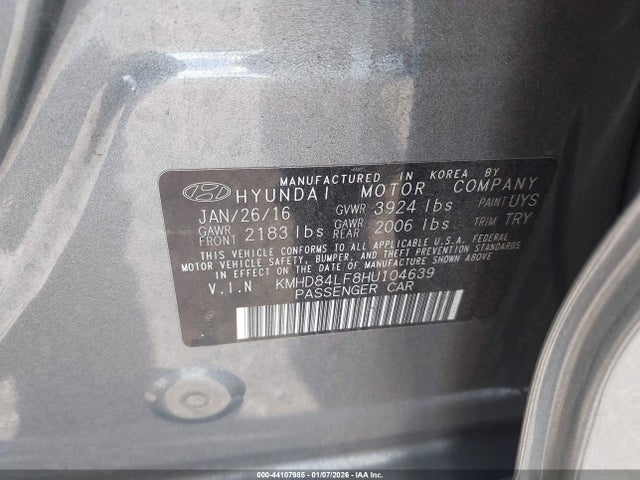 MANUFACTURED IN KOREA BY
HYUNDAI MOTOR COMPANY
JAN/26/16 GVWR 3924 lbs PAINT UYS
GAWR FRONT 2183 lbs GAWR REAR 2006 lbs TRIM TRY
THIS VEHICLE CONFORMS TO ALL APPLICABLE U.S.A. FEDERAL
MOTOR VEHICLE SAFETY, BUMPER, AND THEFT PREVENTION STANDARDS
IN EFFECT ON THE DATE OF MANUFACTURE SHOWN ABOVE.
V.I.N KMHD84LF8HU104639
PASSENGER CAR
000-44107985 - 01/07/2026 - IAA Inc.